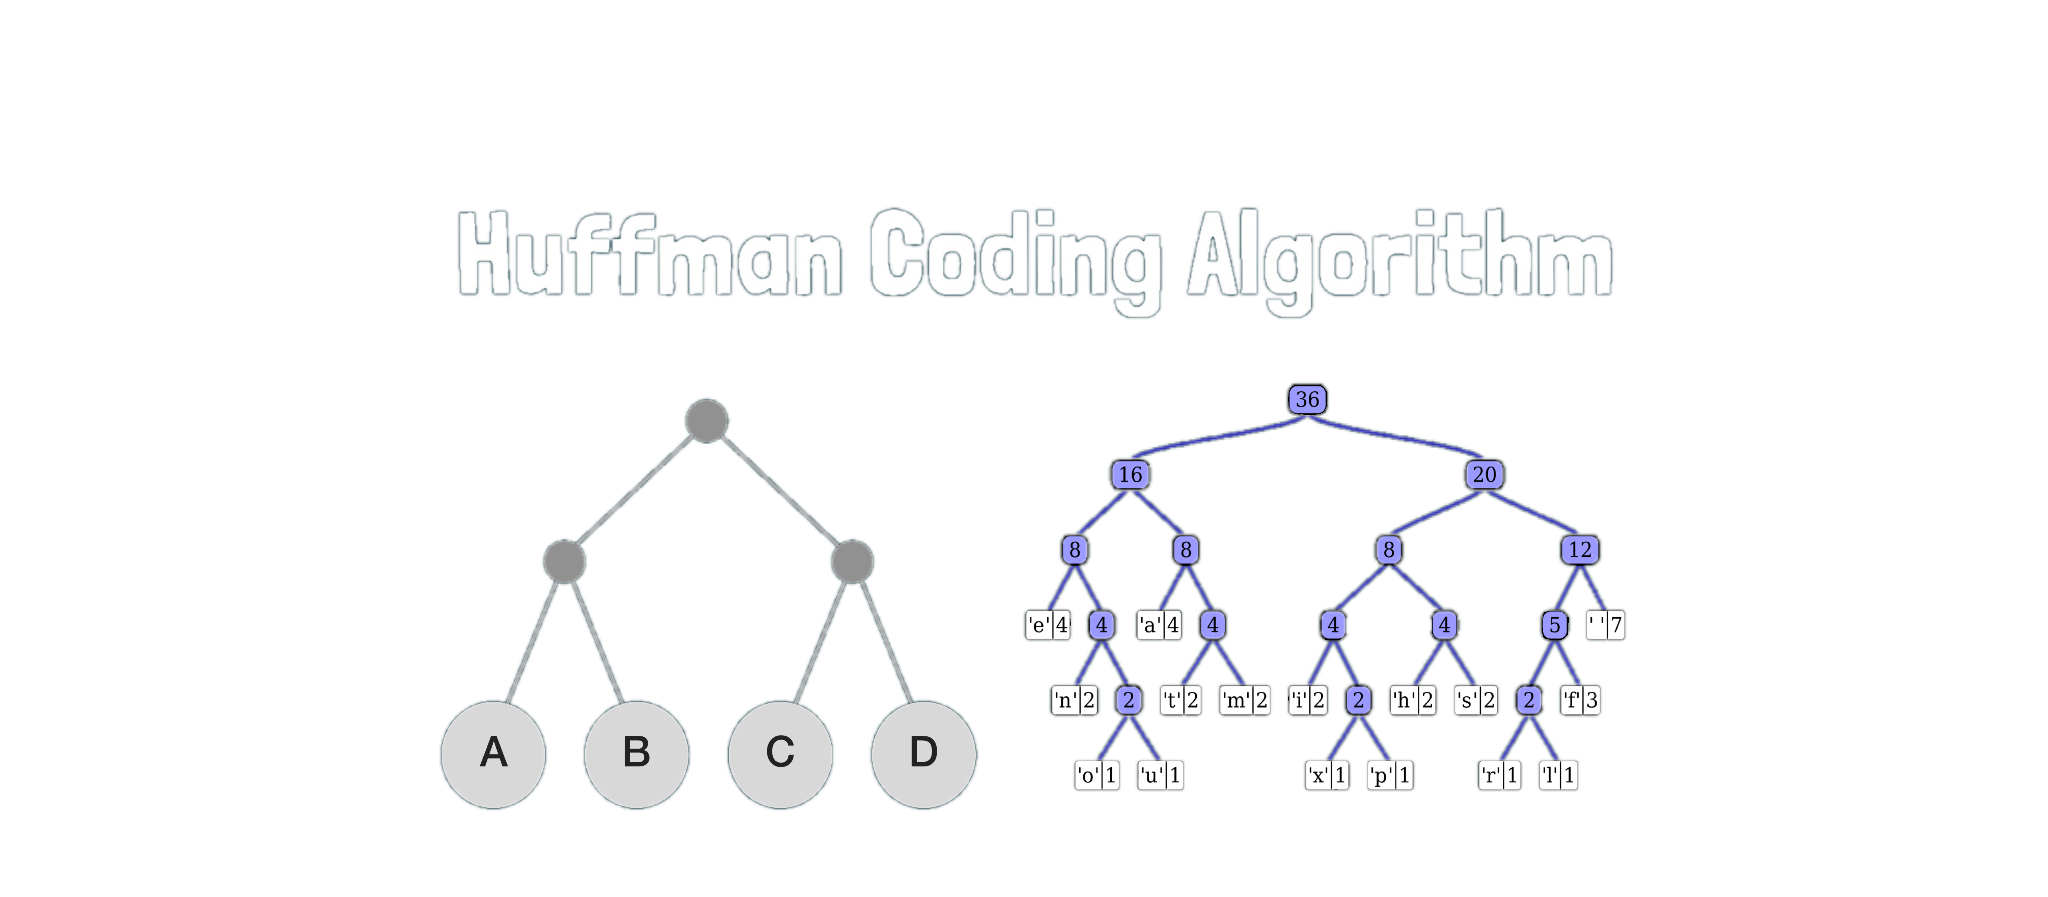 Huffman Coding Algorithm
36
16 20
8 8 8 12
'e'|4 4 'a'|4 4 4 4 5 ' '|7
'n'|2 2 't'|2 'm'|2 'i'|2 2 'h'|2 's'|2 2 'f'|3
A B C D
'o'|1 'u'|1 'x'|1 'p'|1 'r'|1 'l'|1